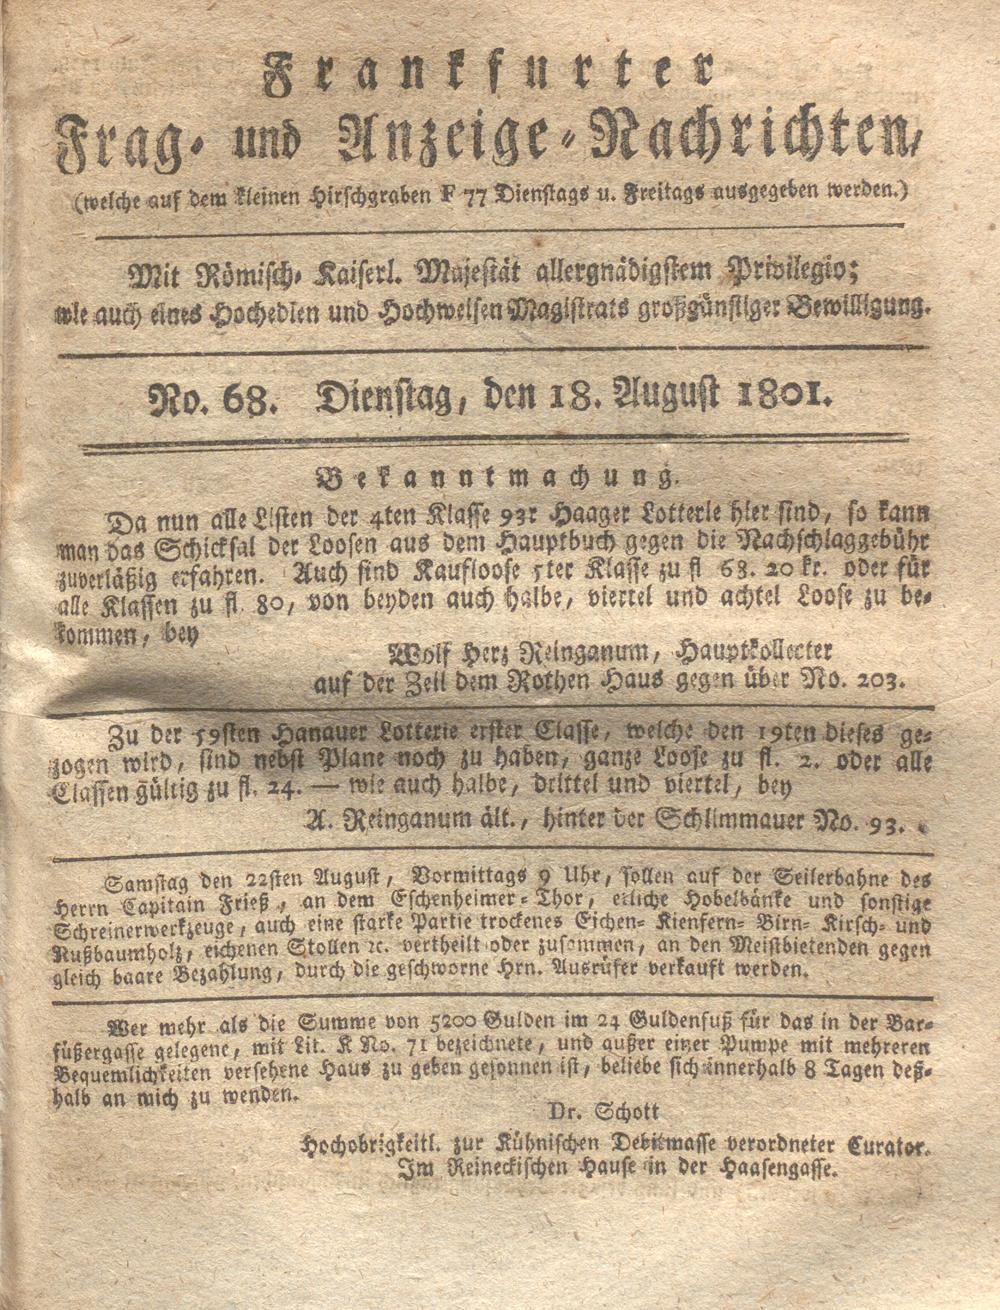 Frankfurter
Frag- und Anzeige-Nachrichten,
(welche auf dem kleinen Hirschgraben F 77 Dienstags u. Freitags ausgegeben werden.)
Mit Römisch- Kaiserl. Majestät allergnädigstem Privilegio;
wie auch eines Hochedlen und Hochweisen Magistrats großgünstiger Bewilligung.
No. 68. Dienstag, den 18. August 1801.
Bekanntmachung.
Da nun alle Listen der 4ten Klasse 93r Haager Lotterie hier sind, so kann
man das Schicksal der Loosen aus dem Hauptbuch gegen die Nachschlaggebühr
zuverläßig erfahren. Auch sind Kaufloose 5ter Klasse zu fl 63. 20 kr. oder für
alle Klassen zu fl 80, von beyden auch halbe, viertel und achtel Loose zu be-
kommen, bey
Wolf Herz Reinganum, Hauptkollecter
auf der Zeil dem Rothen Haus gegen über No. 203.
Zu der 59sten Hanauer Lotterie erster Classe, welche den 19ten dieses ge-
zogen wird, sind nebst Plane noch zu haben, ganze Loose zu fl. 2. oder alle
Classen gültig zu fl. 24. — wie auch halbe, drittel und viertel, bey
A. Reinganum ält., hinter der Schlimmauer No. 93.
Samstag den 22sten August, Vormittags 9 Uhr, sollen auf der Seilerbahne des
Herrn Capitain Frieß, an dem Eschenheimer-Thor, etliche Hobelbänke und sonstige
Schreinerwerkzeuge, auch eine starke Partie trockenes Eichen- Kienfern- Birn- Kirsch- und
Nußbaumholz, eichenen Stollen ꝛc. vertheilt oder zusammen, an den Meistbietenden gegen
gleich baare Bezahlung, durch die geschworne Hrn. Ausrüfer verkauft werden.
Wer mehr als die Summe von 5200 Gulden im 24 Guldenfuß für das in der Bar-
füßergasse gelegene, mit Lit. K No. 71 bezeichnete, und außer einer Pumpe mit mehreren
Bequemlichkeiten versehene Haus zu geben gesonnen ist, beliebe sich innerhalb 8 Tagen deß-
halb an mich zu wenden.
Dr. Schott
Hochobrigkeitl. zur Kühnischen Debitmasse verordneter Curator.
Im Reineckischen Hause in der Haasengasse.